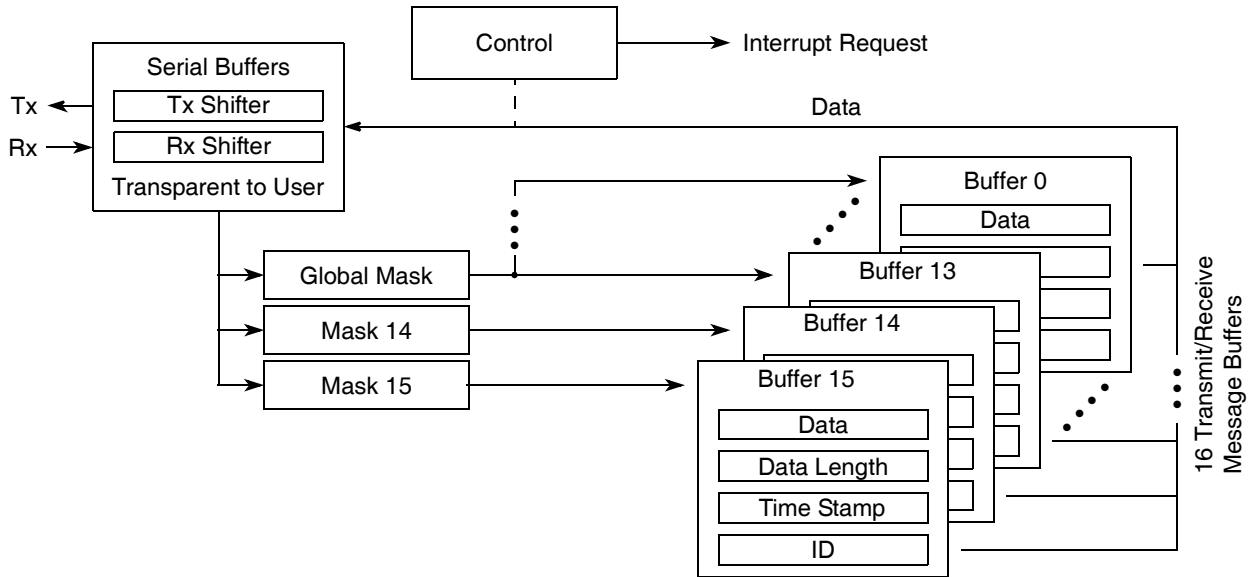 Control
Interrupt Request
Serial Buffers
Tx Shifter
Rx Shifter
Transparent to User
Tx
Rx
Data
Global Mask
Mask 14
Mask 15
Buffer 0
Data
Buffer 13
Buffer 14
Buffer 15
Data
Data Length
Time Stamp
ID
16 Transmit/Receive
Message Buffers